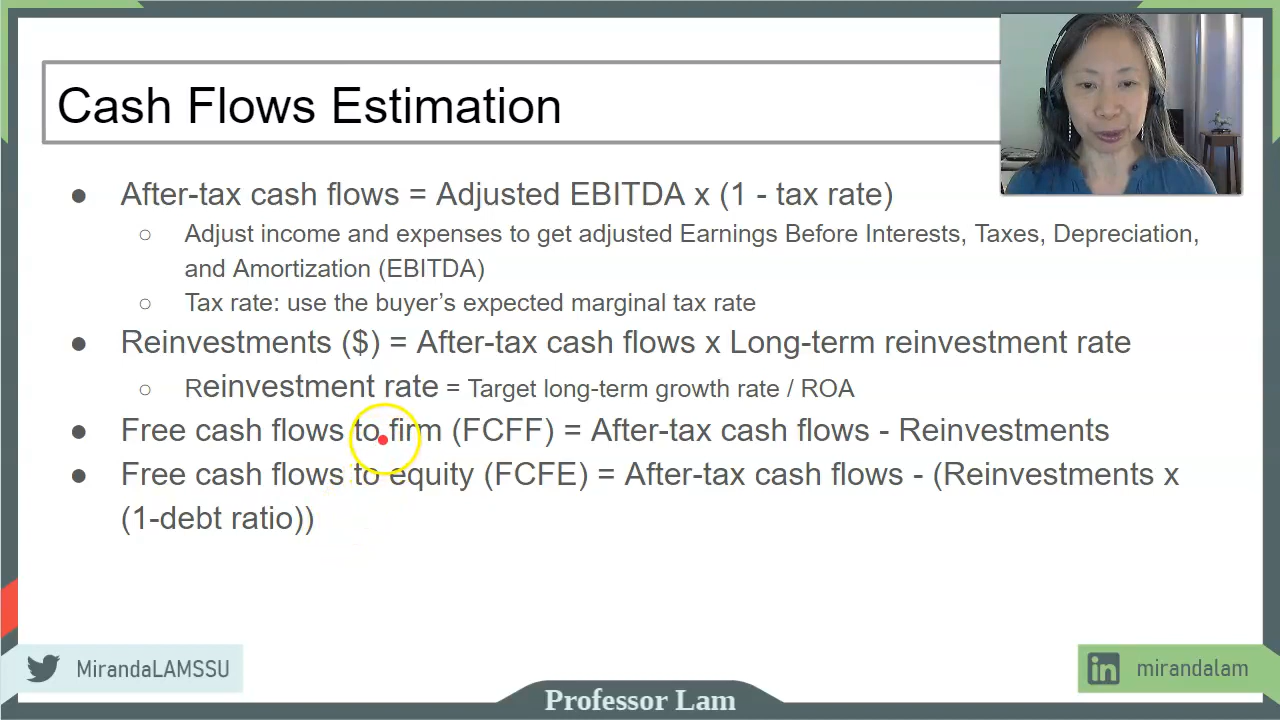 Cash Flows Estimation
● After-tax cash flows = Adjusted EBITDA x (1 - tax rate)
○ Adjust income and expenses to get adjusted Earnings Before Interests, Taxes, Depreciation,
and Amortization (EBITDA)
○ Tax rate: use the buyer’s expected marginal tax rate
● Reinvestments ($) = After-tax cash flows x Long-term reinvestment rate
○ Reinvestment rate = Target long-term growth rate / ROA
● Free cash flows to firm (FCFF) = After-tax cash flows - Reinvestments
● Free cash flows to equity (FCFE) = After-tax cash flows - (Reinvestments x
(1-debt ratio))
MirandaLAMSSU
in mirandalam
Professor Lam